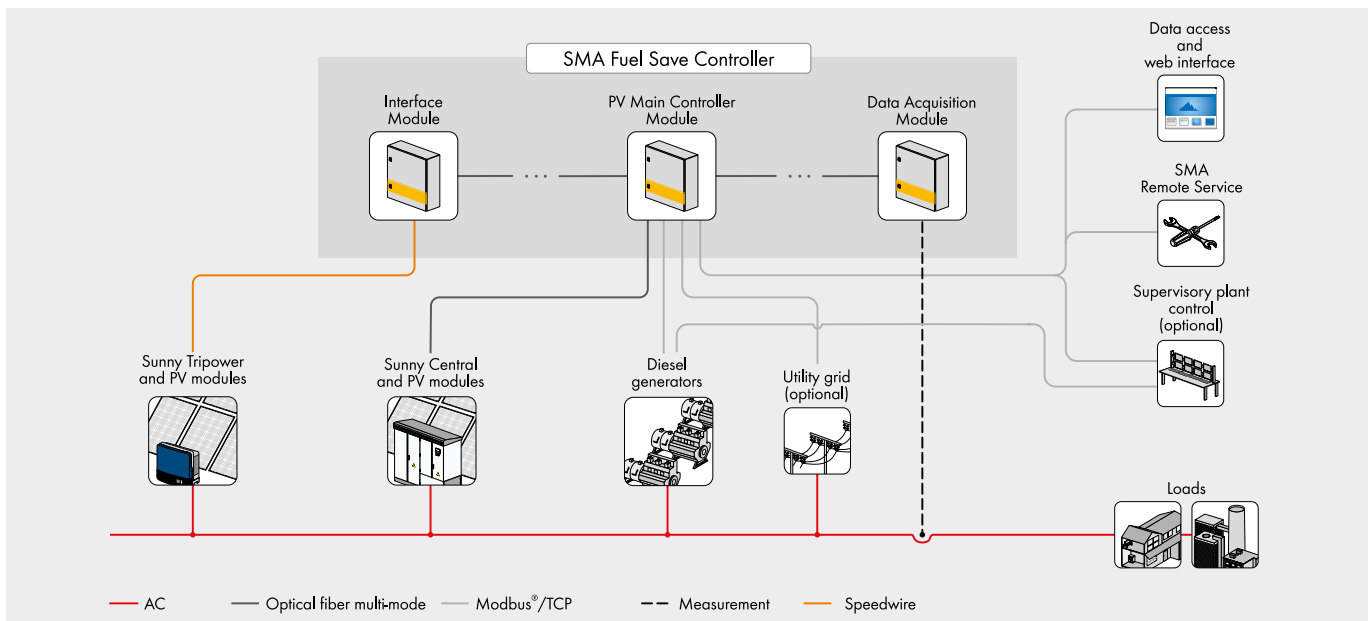 Data access
and
web interface
SMA Fuel Save Controller
Interface
Module
PV Main Controller
Module
Data Acquisition
Module
SMA
Remote Service
Supervisory plant
control
(optional)
Sunny Tripower
and PV modules
Sunny Central
and PV modules
Diesel
generators
Utility grid
(optional)
Loads
AC
Optical fiber multi-mode
Modbus®/TCP
Measurement
Speedwire